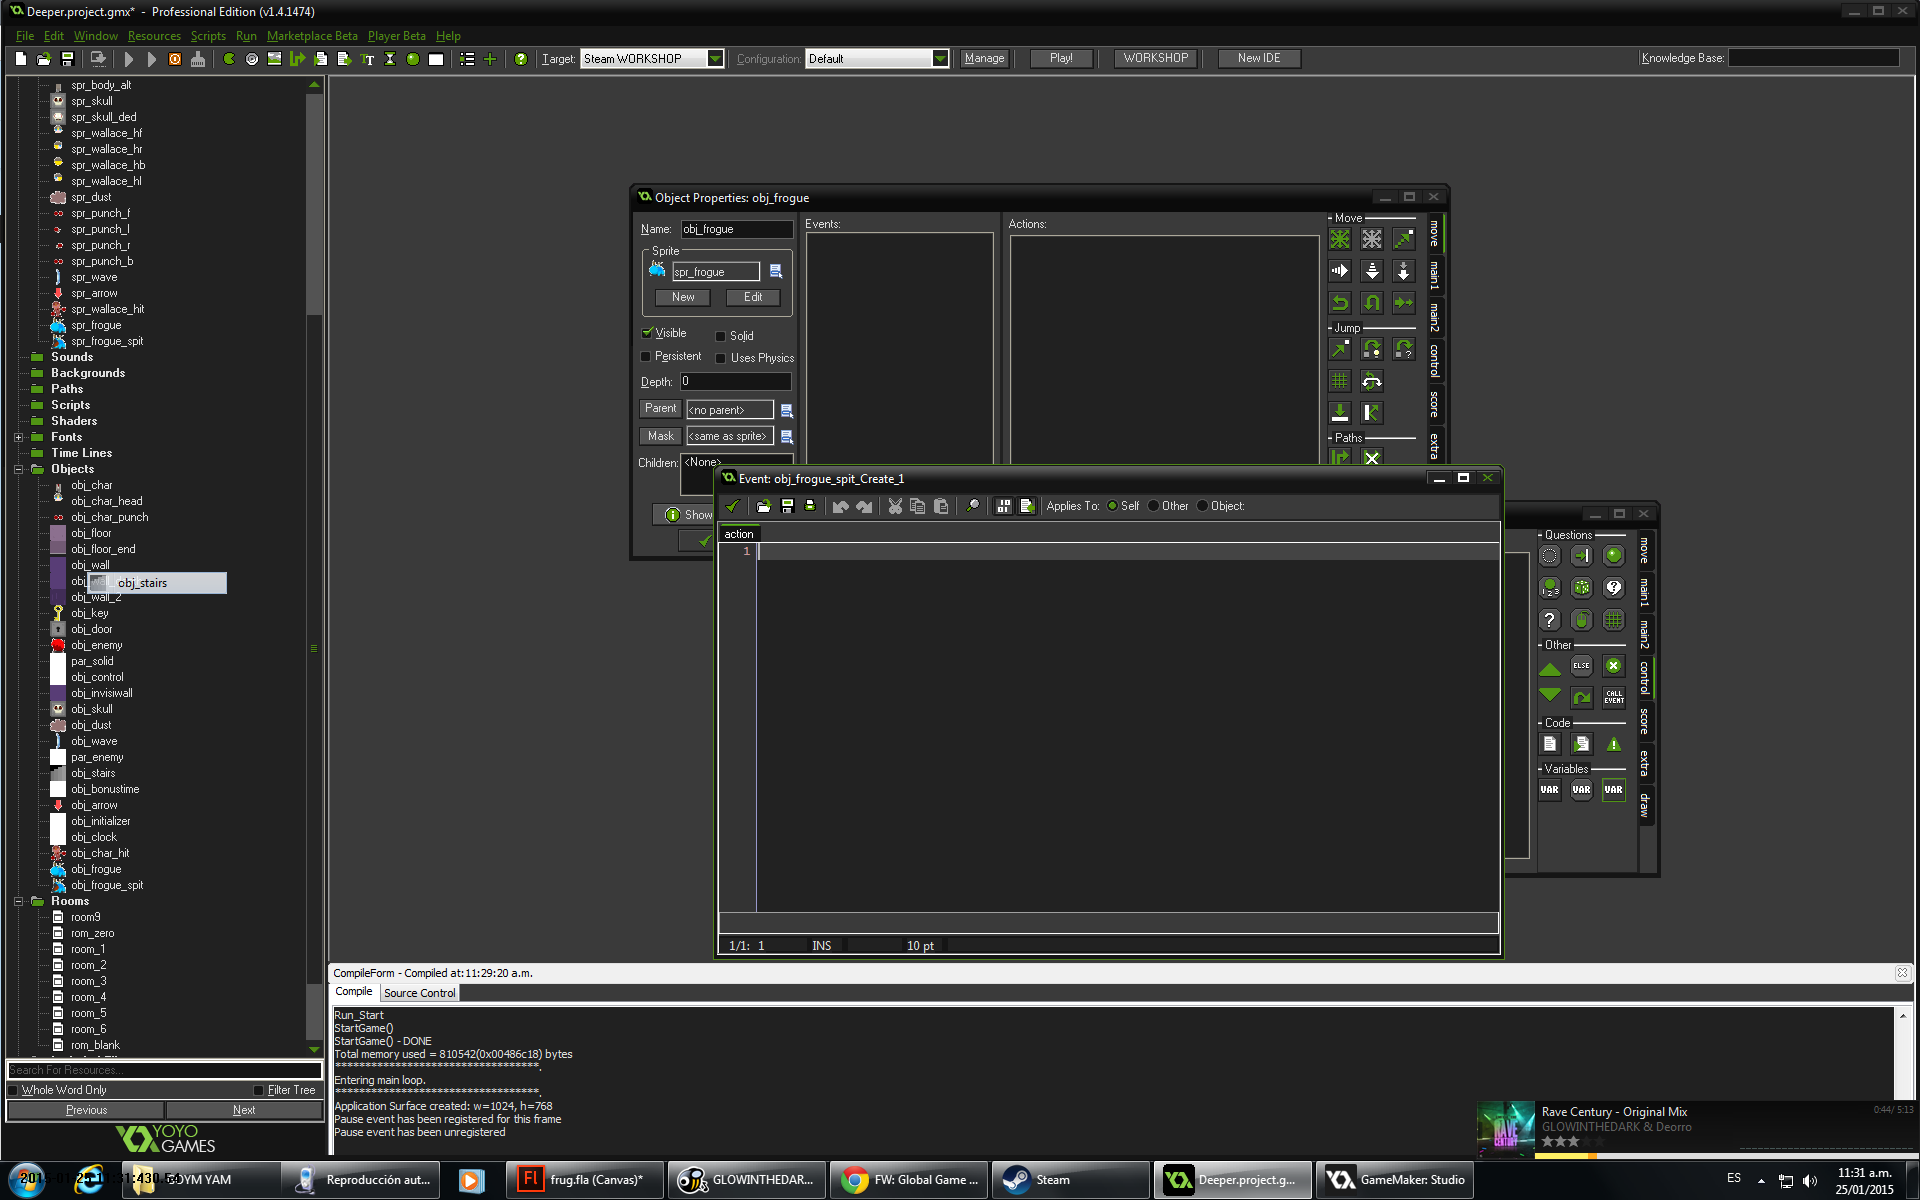 Deeper.project.gmx* - Professional Edition (v1.4.1474)
File Edit Window Resources Scripts Run Marketplace Beta Player Beta Help
Target: Steam WORKSHOP Configuration: Default Manage Play! WORKSHOP New IDE Knowledge Base:
spr_body_alt
spr_skull
spr_skull_ded
spr_wallace_hf
spr_wallace_hr
spr_wallace_hb
spr_wallace_hl
spr_dust
spr_punch_f
spr_punch_l
spr_punch_r
spr_punch_b
spr_wave
spr_arrow
spr_wallace_hit
spr_frogue
spr_frogue_spit
Sounds
Backgrounds
Paths
Scripts
Shaders
Fonts
Time Lines
Objects
obj_char
obj_char_head
obj_char_punch
obj_floor
obj_floor_end
obj_wall
obj_stairs
obj_wall_2
obj_key
obj_door
obj_enemy
par_solid
obj_control
obj_invisiwall
obj_skull
obj_dust
obj_wave
par_enemy
obj_stairs
obj_bonustime
obj_arrow
obj_initializer
obj_clock
obj_char_hit
obj_frogue
obj_frogue_spit
Rooms
room9
rom_zero
room_1
room_2
room_3
room_4
room_5
room_6
rom_blank
Search For Resources...
Whole Word Only Filter Tree
Previous Next
YOYO
GAMES
Object Properties: obj_frogue
Name: obj_frogue
Sprite
spr_frogue
New Edit
Visible Solid
Persistent Uses Physics
Depth: 0
Parent <no parent>
Mask <same as sprite>
Children: <None>
Show
Events:
Actions:
Move
Jump
Paths
move
main1
main2
control
score
extra
Event: obj_frogue_spit_Create_1
Applies To: Self Other Object:
action
1
1/1: 1 INS 10 pt
Questions
Other
ELSE
CALL
EVENT
Code
Variables
VAR VAR VAR
move
main1
main2
control
score
extra
draw
CompileForm - Compiled at: 11:29:20 a.m.
Compile Source Control
Run_Start
StartGame()
StartGame() - DONE
Total memory used = 810542(0x00486c18) bytes
Entering main loop.
Application Surface created: w=1024, h=768
Pause event has been registered for this frame
Pause event has been unregistered
RAVE CENTURY
Rave Century - Original Mix
GLOWINTHEDARK & Deorro
0:44/ 5:13
YAM
Reproducción aut...
frug.fla (Canvas)*
GLOWINTHEDAR...
FW: Global Game ...
Steam
Deeper.project.g...
GameMaker: Studio
ES
11:31 a.m.
25/01/2015